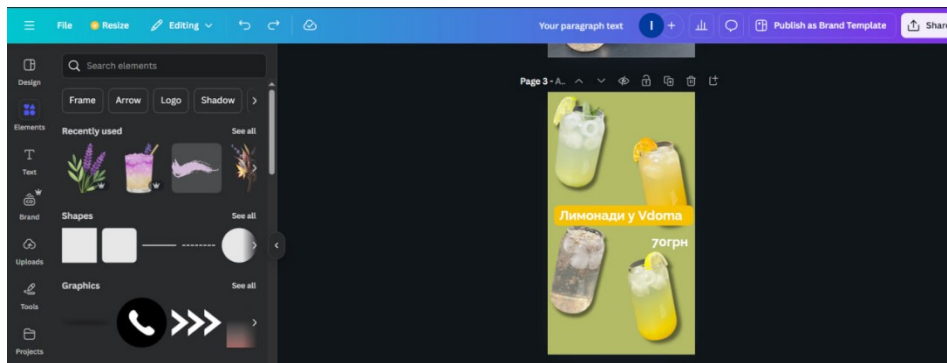 File Resize Editing Your paragraph text I + Publish as Brand Template Share
Design
Elements
Text
Brand
Uploads
Tools
Projects
Search elements
Frame Arrow Logo Shadow
Recently used See all
Shapes See all
Graphics See all
Page 3 - A...
Лимонади у Vdoma
70грн